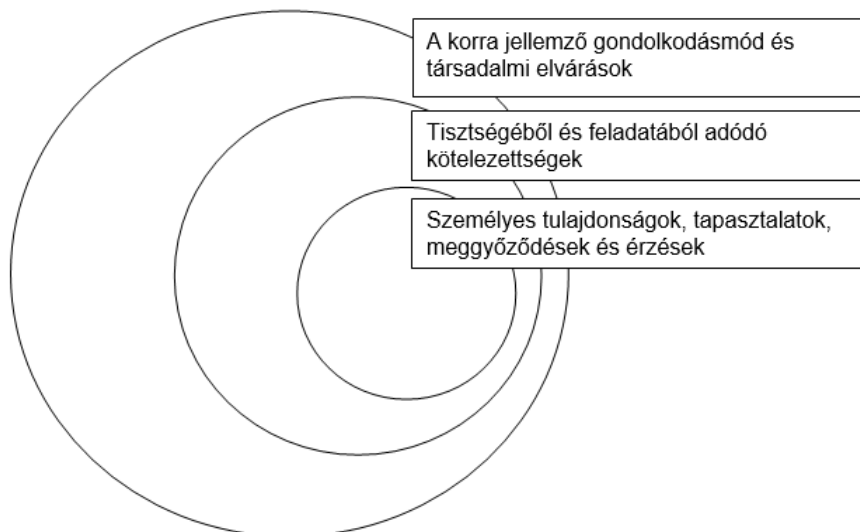 A korra jellemző gondolkodásmód és
társadalmi elvárások
Tisztségéből és feladatából adódó
kötelezettségek
Személyes tulajdonságok, tapasztalatok,
meggyőződések és érzések